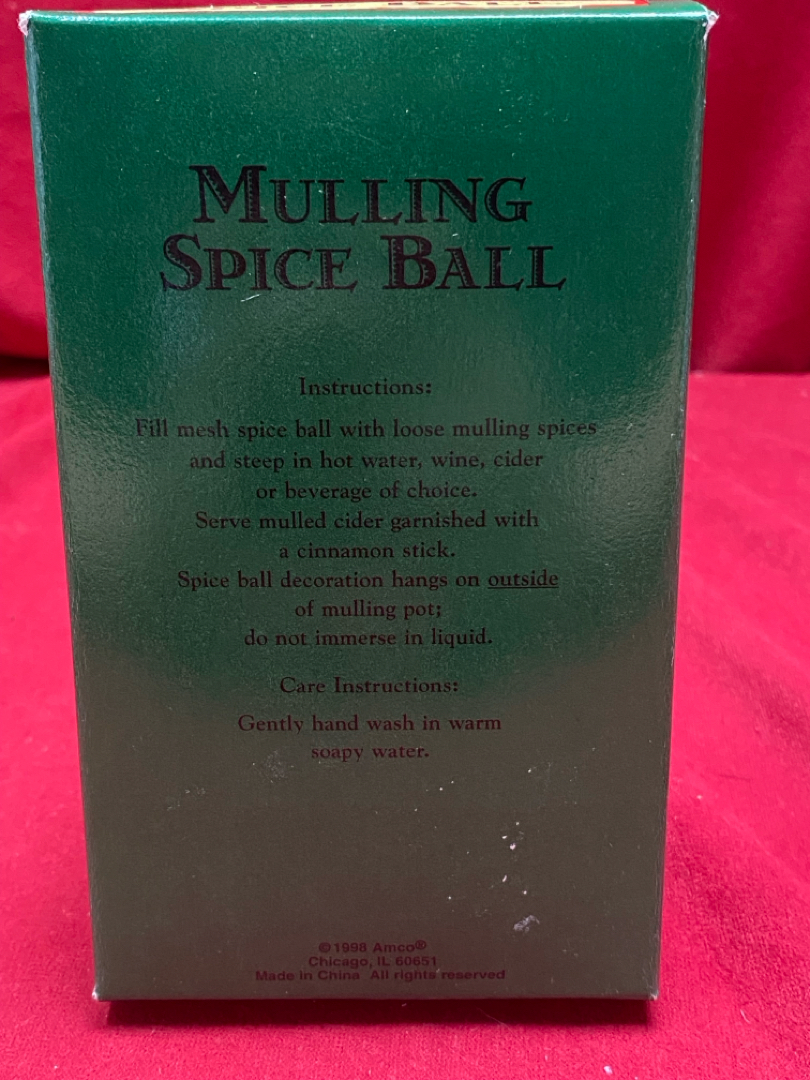 MULLING
SPICE BALL
Instructions:
Fill mesh spice ball with loose mulling spices
and steep in hot water, wine, cider
or beverage of choice.
Serve mulled cider garnished with
a cinnamon stick.
Spice ball decoration hangs on outside
of mulling pot;
do not immerse in liquid.
Care Instructions:
Gently hand wash in warm
soapy water.
©1998 Amco®
Chicago, IL 60651
Made in China All rights reserved